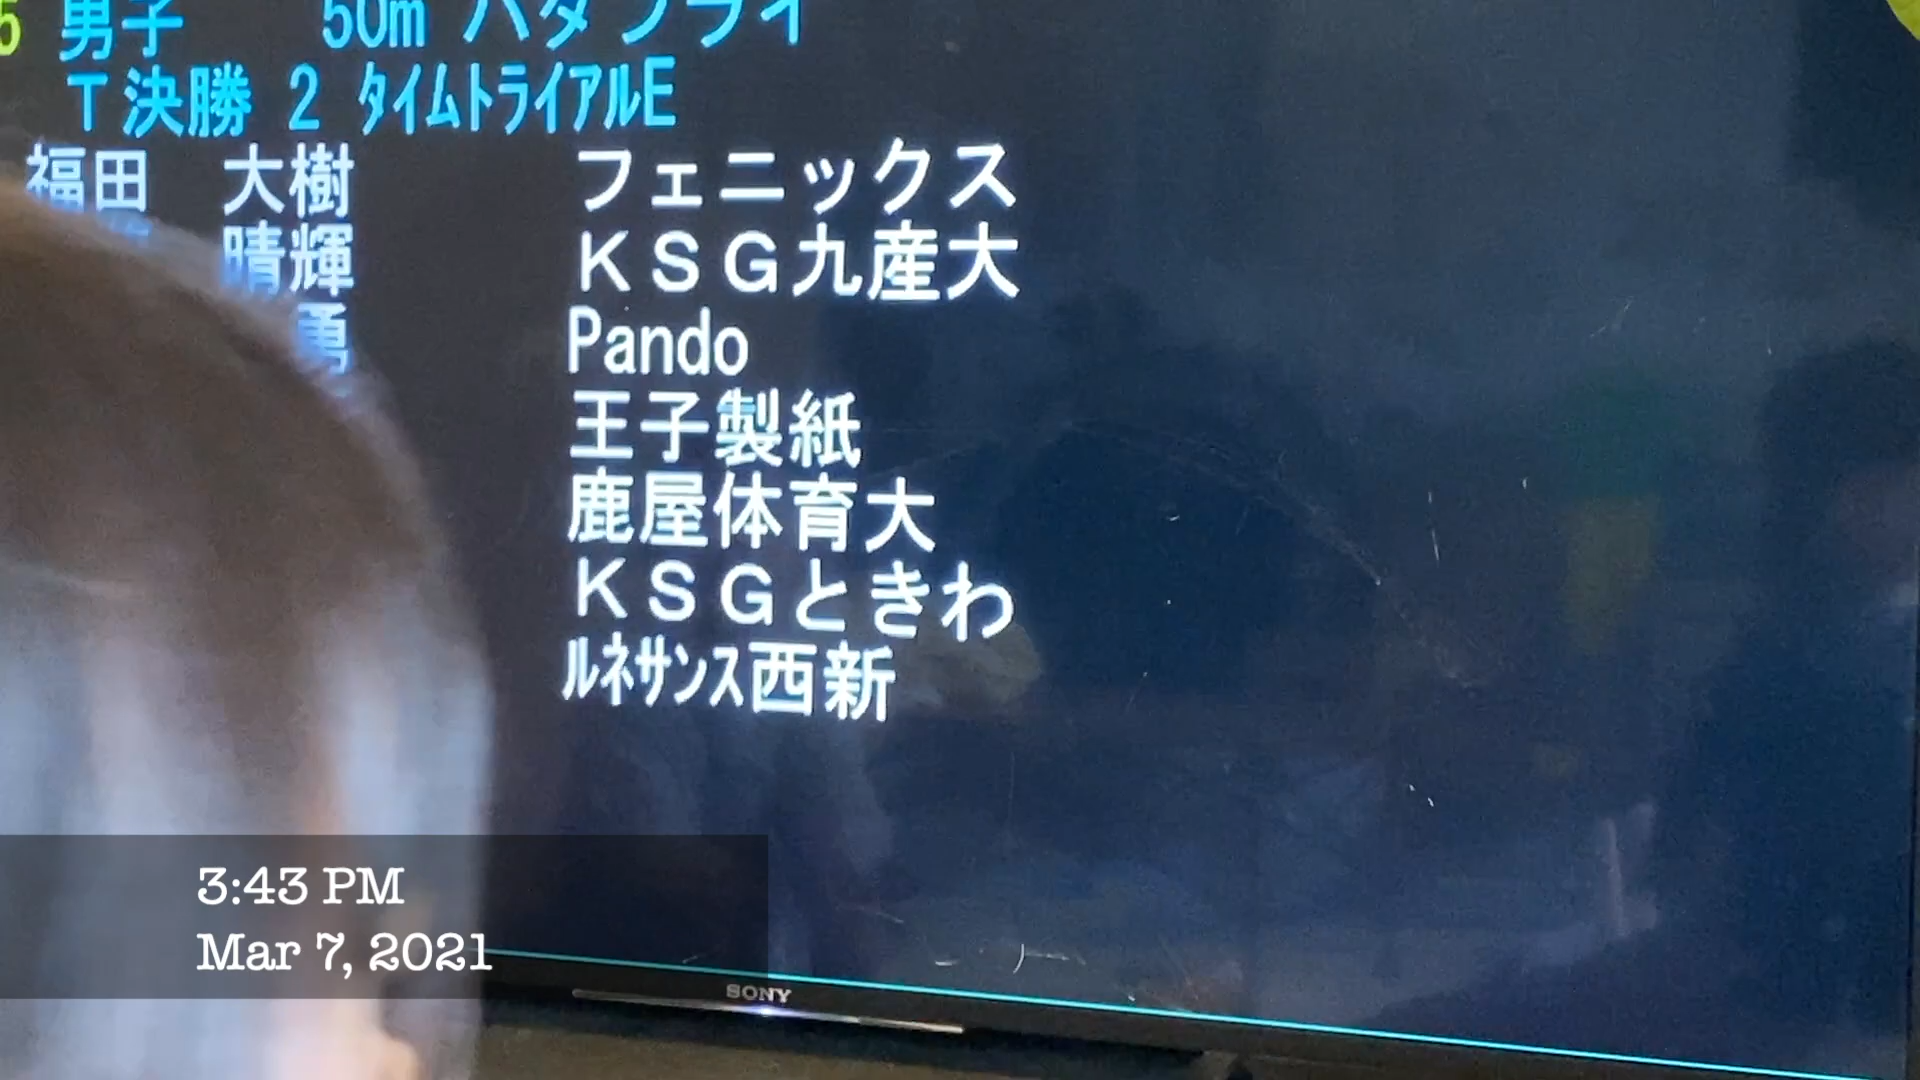 5 男子 50m バタフライ
T決勝 2 ﾀｲﾑﾄﾗｲｱﾙE
福田 大樹 フェニックス
晴輝 KSG九産大
勇 Pando
王子製紙
鹿屋体育大
KSGときわ
ﾙﾈｻﾝｽ西新
3:43 PM
Mar 7, 2021
SONY